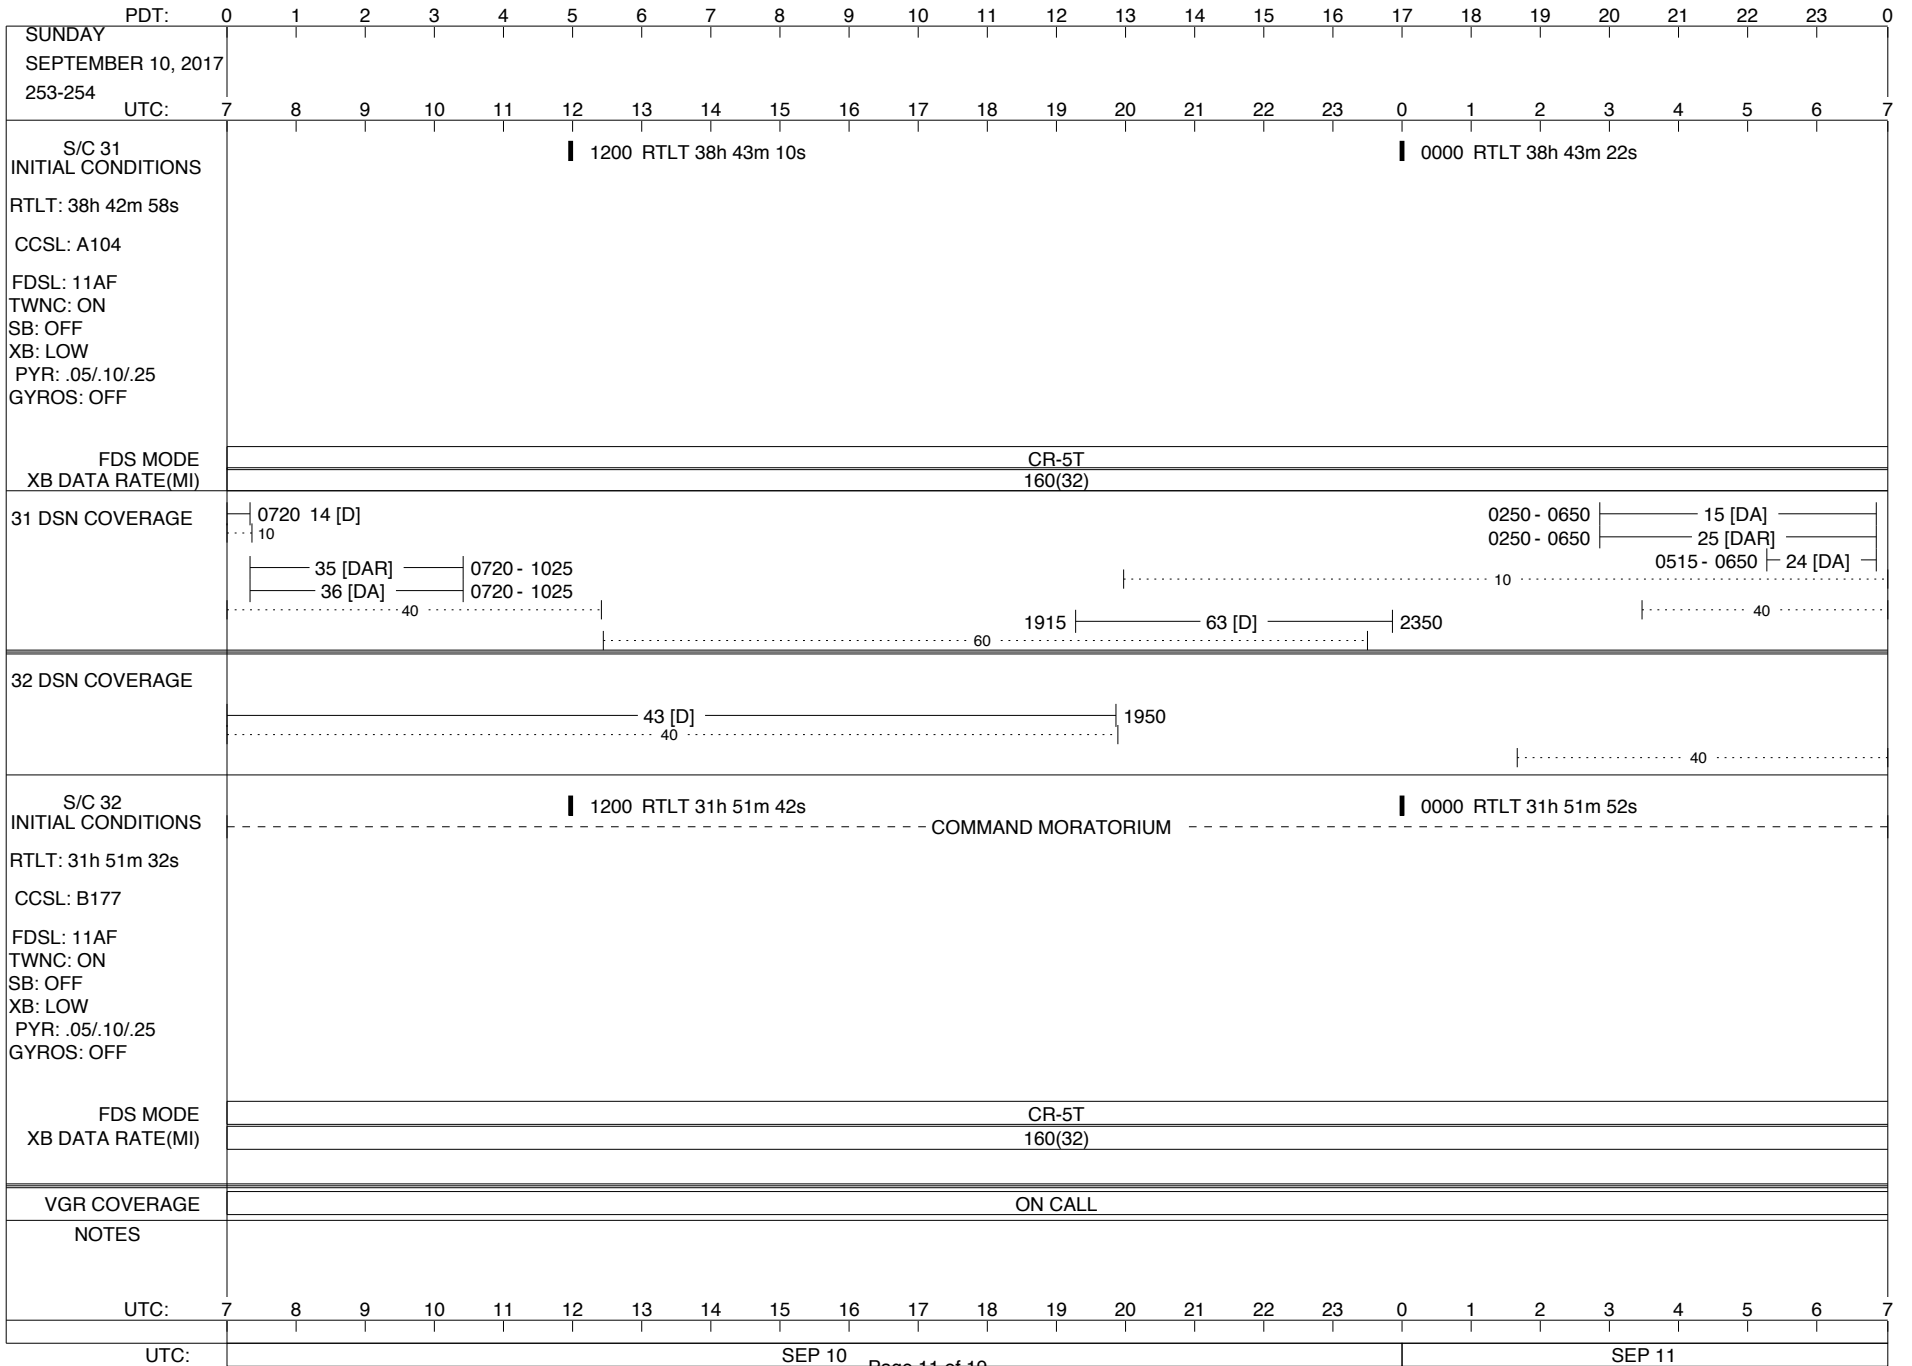 PDT: 0 1 2 3 4 5 6 7 8 9 10 11 12 13 14 15 16 17 18 19 20 21 22 23 0
SUNDAY
SEPTEMBER 10, 2017
253-254
UTC: 7 8 9 10 11 12 13 14 15 16 17 18 19 20 21 22 23 0 1 2 3 4 5 6 7
S/C 31
INITIAL CONDITIONS
1200 RTLT 38h 43m 10s
0000 RTLT 38h 43m 22s
RTLT: 38h 42m 58s
CCSL: A104
FDSL: 11AF
TWNC: ON
SB: OFF
XB: LOW
PYR: .05/.10/.25
GYROS: OFF
FDS MODE CR-5T
XB DATA RATE(MI) 160(32)
31 DSN COVERAGE
0720 14 [D]
0250 - 0650 15 [DA]
10
0250 - 0650 25 [DAR]
0515 - 0650 24 [DA]
35 [DAR] 0720 - 1025
10
36 [DA] 0720 - 1025
40
40
1915 63 [D] 2350
60
32 DSN COVERAGE
43 [D] 1950
40
40
S/C 32
INITIAL CONDITIONS
1200 RTLT 31h 51m 42s
0000 RTLT 31h 51m 52s
COMMAND MORATORIUM
RTLT: 31h 51m 32s
CCSL: B177
FDSL: 11AF
TWNC: ON
SB: OFF
XB: LOW
PYR: .05/.10/.25
GYROS: OFF
FDS MODE CR-5T
XB DATA RATE(MI) 160(32)
VGR COVERAGE ON CALL
NOTES
UTC: 7 8 9 10 11 12 13 14 15 16 17 18 19 20 21 22 23 0 1 2 3 4 5 6 7
UTC: SEP 10 SEP 11
Page 11 of 19